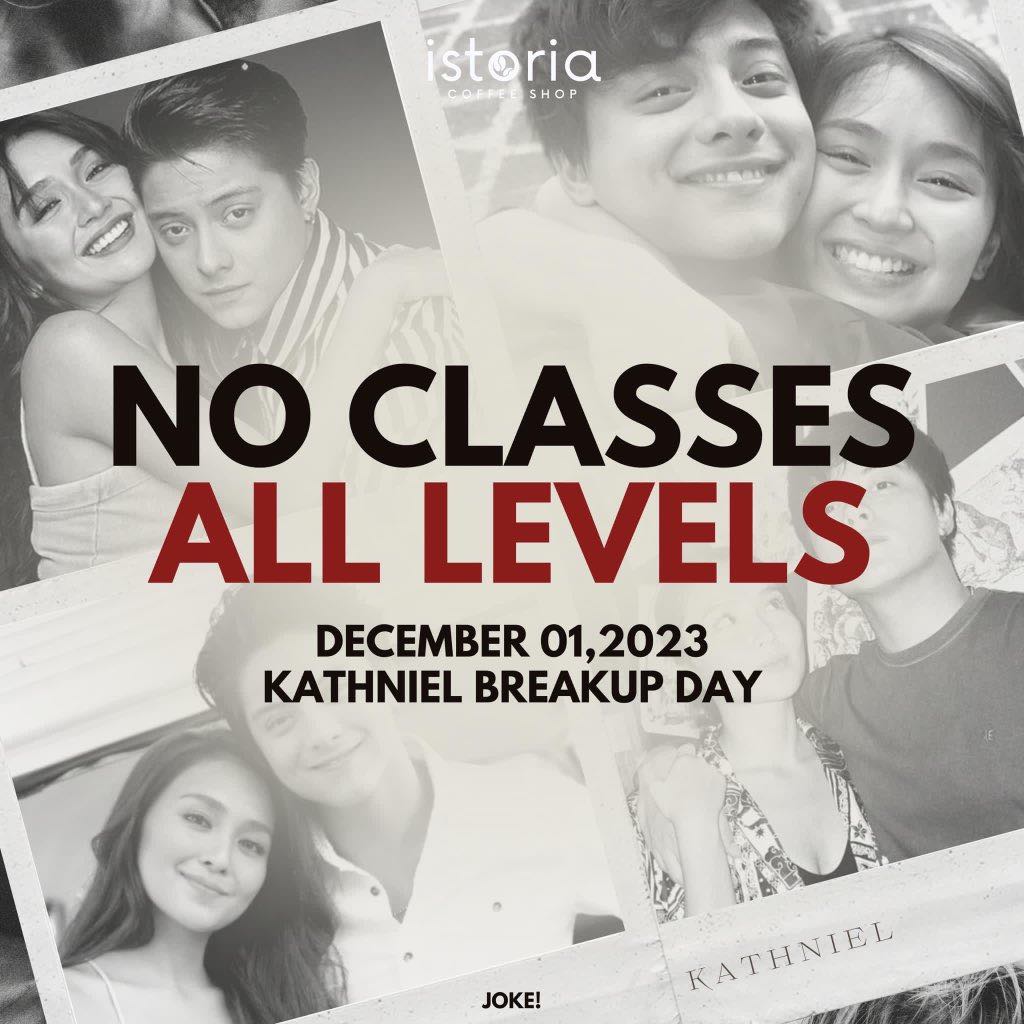 istoria
COFFEE SHOP
NO CLASSES
ALL LEVELS
DECEMBER 01,2023
KATHNIEL BREAKUP DAY
KATHNIEL
JOKE!